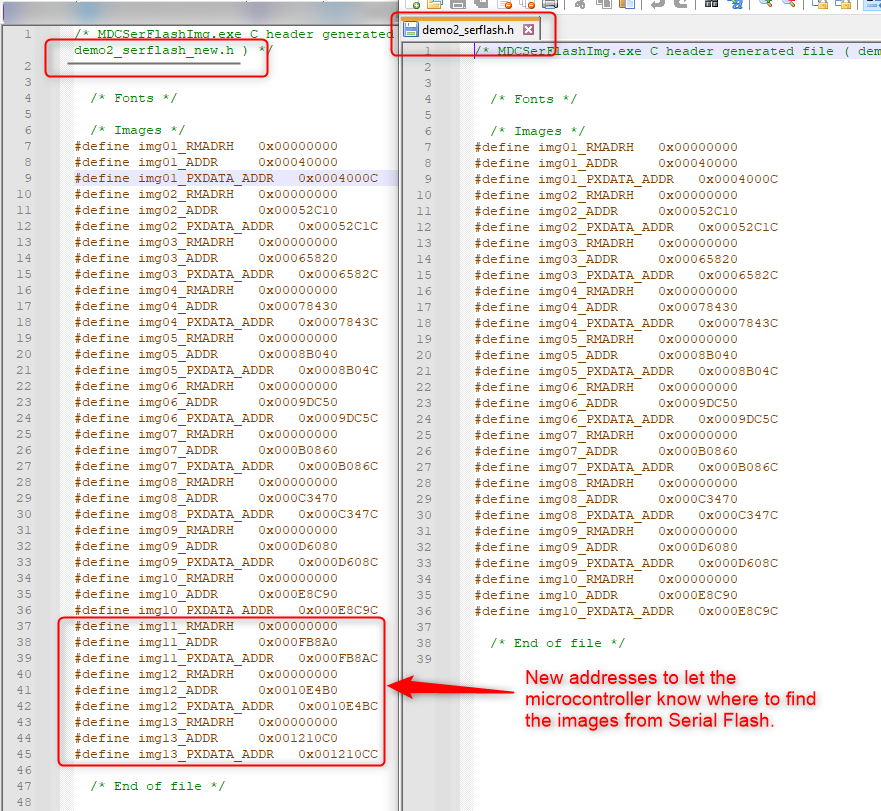 1 /* MDCSerFlashImg.exe C header generated
demo2_serflash_new.h ) */
2
3
4 /* Fonts */
5
6 /* Images */
7 #define img01_RMADRH 0x00000000
8 #define img01_ADDR 0x00040000
9 #define img01_PXDATA_ADDR 0x0004000C
10 #define img02_RMADRH 0x00000000
11 #define img02_ADDR 0x00052C10
12 #define img02_PXDATA_ADDR 0x00052C1C
13 #define img03_RMADRH 0x00000000
14 #define img03_ADDR 0x00065820
15 #define img03_PXDATA_ADDR 0x0006582C
16 #define img04_RMADRH 0x00000000
17 #define img04_ADDR 0x00078430
18 #define img04_PXDATA_ADDR 0x0007843C
19 #define img05_RMADRH 0x00000000
20 #define img05_ADDR 0x0008B040
21 #define img05_PXDATA_ADDR 0x0008B04C
22 #define img06_RMADRH 0x00000000
23 #define img06_ADDR 0x0009DC50
24 #define img06_PXDATA_ADDR 0x0009DC5C
25 #define img07_RMADRH 0x00000000
26 #define img07_ADDR 0x000B0860
27 #define img07_PXDATA_ADDR 0x000B086C
28 #define img08_RMADRH 0x00000000
29 #define img08_ADDR 0x000C3470
30 #define img08_PXDATA_ADDR 0x000C347C
31 #define img09_RMADRH 0x00000000
32 #define img09_ADDR 0x000D6080
33 #define img09_PXDATA_ADDR 0x000D608C
34 #define img10_RMADRH 0x00000000
35 #define img10_ADDR 0x000E8C90
36 #define img10_PXDATA_ADDR 0x000E8C9C
37 #define img11_RMADRH 0x00000000
38 #define img11_ADDR 0x000FB8A0
39 #define img11_PXDATA_ADDR 0x000FB8AC
40 #define img12_RMADRH 0x00000000
41 #define img12_ADDR 0x0010E4B0
42 #define img12_PXDATA_ADDR 0x0010E4BC
43 #define img13_RMADRH 0x00000000
44 #define img13_ADDR 0x001210C0
45 #define img13_PXDATA_ADDR 0x001210CC
46
47 /* End of file */
48
demo2_serflash.h
1 /* MDCSerFlashImg.exe C header generated file ( dem
2
3
4 /* Fonts */
5
6 /* Images */
7 #define img01_RMADRH 0x00000000
8 #define img01_ADDR 0x00040000
9 #define img01_PXDATA_ADDR 0x0004000C
10 #define img02_RMADRH 0x00000000
11 #define img02_ADDR 0x00052C10
12 #define img02_PXDATA_ADDR 0x00052C1C
13 #define img03_RMADRH 0x00000000
14 #define img03_ADDR 0x00065820
15 #define img03_PXDATA_ADDR 0x0006582C
16 #define img04_RMADRH 0x00000000
17 #define img04_ADDR 0x00078430
18 #define img04_PXDATA_ADDR 0x0007843C
19 #define img05_RMADRH 0x00000000
20 #define img05_ADDR 0x0008B040
21 #define img05_PXDATA_ADDR 0x0008B04C
22 #define img06_RMADRH 0x00000000
23 #define img06_ADDR 0x0009DC50
24 #define img06_PXDATA_ADDR 0x0009DC5C
25 #define img07_RMADRH 0x00000000
26 #define img07_ADDR 0x000B0860
27 #define img07_PXDATA_ADDR 0x000B086C
28 #define img08_RMADRH 0x00000000
29 #define img08_ADDR 0x000C3470
30 #define img08_PXDATA_ADDR 0x000C347C
31 #define img09_RMADRH 0x00000000
32 #define img09_ADDR 0x000D6080
33 #define img09_PXDATA_ADDR 0x000D608C
34 #define img10_RMADRH 0x00000000
35 #define img10_ADDR 0x000E8C90
36 #define img10_PXDATA_ADDR 0x000E8C9C
37
38 /* End of file */
39
New addresses to let the
microcontroller know where to find
the images from Serial Flash.